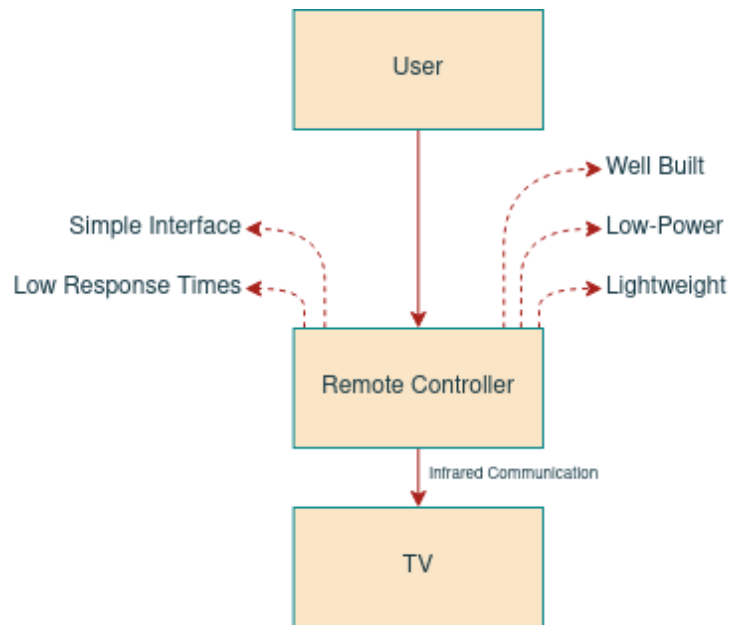 User
Well Built
Simple Interface
Low-Power
Low Response Times
Lightweight
Remote Controller
Infrared Communication
TV